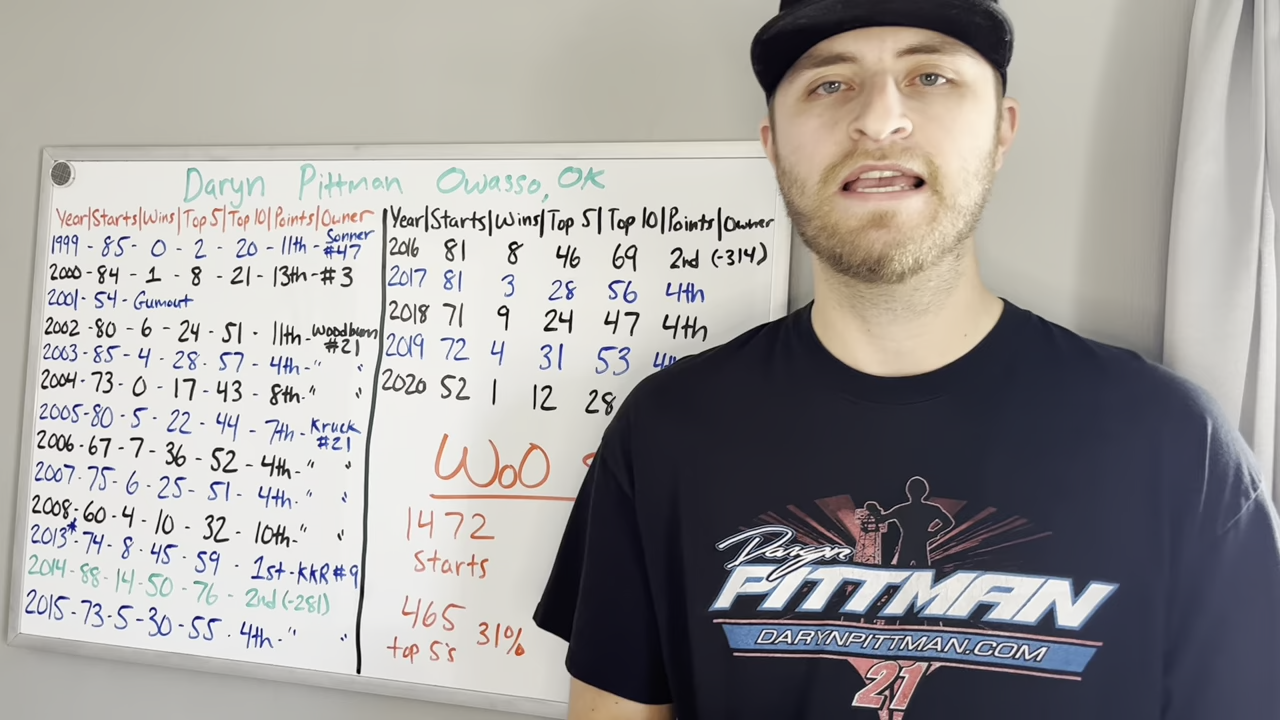 Daryn Pittman Owasso, OK
Year|Starts|Wins|Top 5|Top 10|Points|Owner
1999 - 85 - 0 - 2 - 20 - 11th - Sonner #47
2000 - 84 - 1 - 8 - 21 - 13th - #3
2001 - 54 - Gumout
2002 - 80 - 6 - 24 - 51 - 11th - Woodburn #21
2003 - 85 - 4 - 28 - 57 - 4th - " "
2004 - 73 - 0 - 17 - 43 - 8th - " "
2005 - 80 - 5 - 22 - 44 - 7th - Kruck #21
2006 - 67 - 7 - 36 - 52 - 4th - " "
2007 - 75 - 6 - 25 - 51 - 4th - " "
2008 - 60 - 4 - 10 - 32 - 10th - " "
2013* - 74 - 8 - 45 - 59 - 1st - KKR #9
2014 - 88 - 14 - 50 - 76 - 2nd (-281)
2015 - 73 - 5 - 30 - 55 - 4th - " "
Year|Starts|Wins|Top 5|Top 10|Points|Owner
2016 81 8 46 69 2nd (-314)
2017 81 3 28 56 4th
2018 71 9 24 47 4th
2019 72 4 31 53
2020 52 1 12 28
WoO
1472
Starts
465 31%
top 5's
Daryn
PITTMAN
DARYNPITTMAN.COM
21